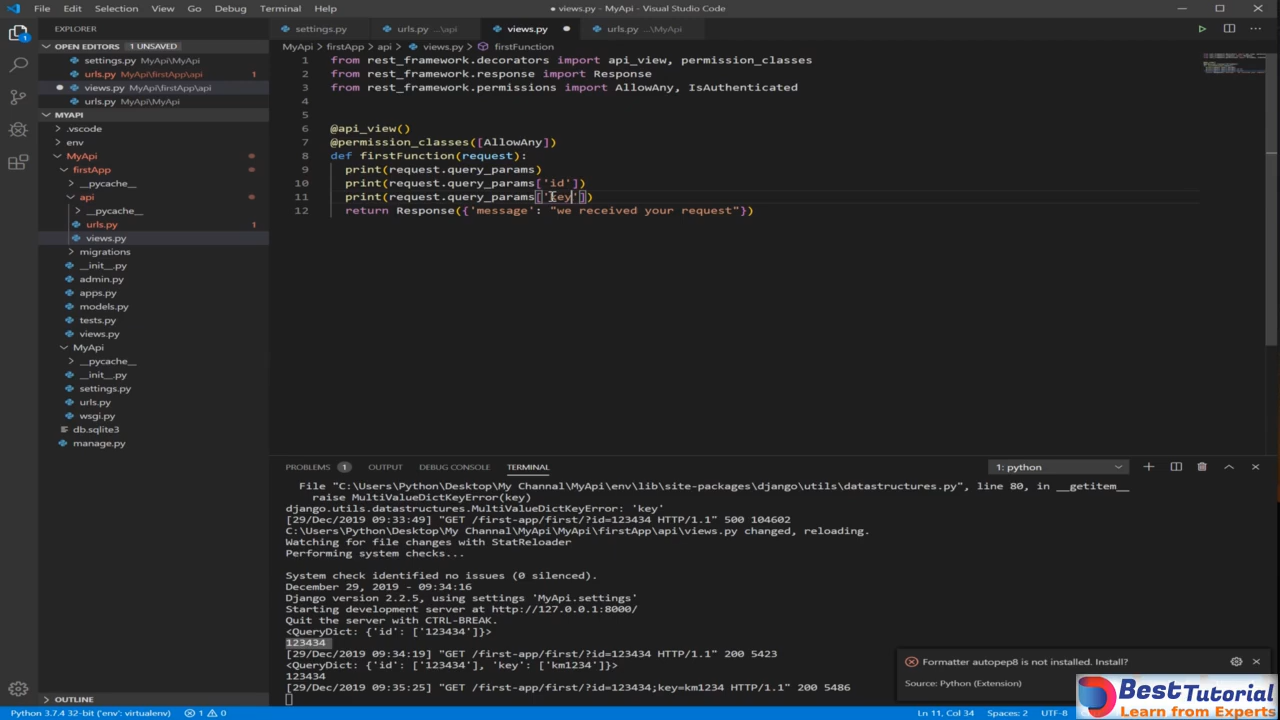 File Edit Selection View Go Debug Terminal Help
● views.py - MyApi - Visual Studio Code
EXPLORER
settings.py
urls.py ...\api
views.py
urls.py ...\MyApi
OPEN EDITORS 1 UNSAVED
settings.py MyApi\MyApi
urls.py MyApi\firstApp\api 1
views.py MyApi\firstApp\api
urls.py MyApi\MyApi
MYAPI
.vscode
env
MyApi
firstApp
__pycache__
api
__pycache__
urls.py 1
views.py
migrations
__init__.py
admin.py
apps.py
models.py
tests.py
views.py
MyApi
__pycache__
__init__.py
settings.py
urls.py
wsgi.py
db.sqlite3
manage.py
OUTLINE
MyApi > firstApp > api > views.py > firstFunction
1 from rest_framework.decorators import api_view, permission_classes
2 from rest_framework.response import Response
3 from rest_framework.permissions import AllowAny, IsAuthenticated
4
5
6 @api_view()
7 @permission_classes([AllowAny])
8 def firstFunction(request):
9 print(request.query_params)
10 print(request.query_params['id'])
11 print(request.query_params['key'])
12 return Response({'message': "we received your request"})
PROBLEMS 1 OUTPUT DEBUG CONSOLE TERMINAL
1: python
File "C:\Users\Python\Desktop\My Channel\MyApi\env\lib\site-packages\django\utils\datastructures.py", line 80, in __getitem__
raise MultiValueDictKeyError(key)
django.utils.datastructures.MultiValueDictKeyError: 'key'
[29/Dec/2019 09:33:49] "GET /first-app/first/?id=123434 HTTP/1.1" 500 104602
C:\Users\Python\Desktop\My Channel\MyApi\MyApi\firstApp\api\views.py changed, reloading.
Watching for file changes with StatReloader
Performing system checks...
System check identified no issues (0 silenced).
December 29, 2019 - 09:34:16
Django version 2.2.5, using settings 'MyApi.settings'
Starting development server at http://127.0.0.1:8000/
Quit the server with CTRL-BREAK.
<QueryDict: {'id': ['123434']}>
123434
[29/Dec/2019 09:34:19] "GET /first-app/first/?id=123434 HTTP/1.1" 200 5423
<QueryDict: {'id': ['123434'], 'key': ['km1234']}>
123434
[29/Dec/2019 09:35:25] "GET /first-app/first/?id=123434;key=km1234 HTTP/1.1" 200 5486
Formatter autopep8 is not installed. Install?
Source: Python (Extension)
BestTutorial
Learn from Experts
Python 3.7.4 32-bit ('env': virtualenv) 1 0
Ln 11, Col 34 Spaces: 2 UTF-8